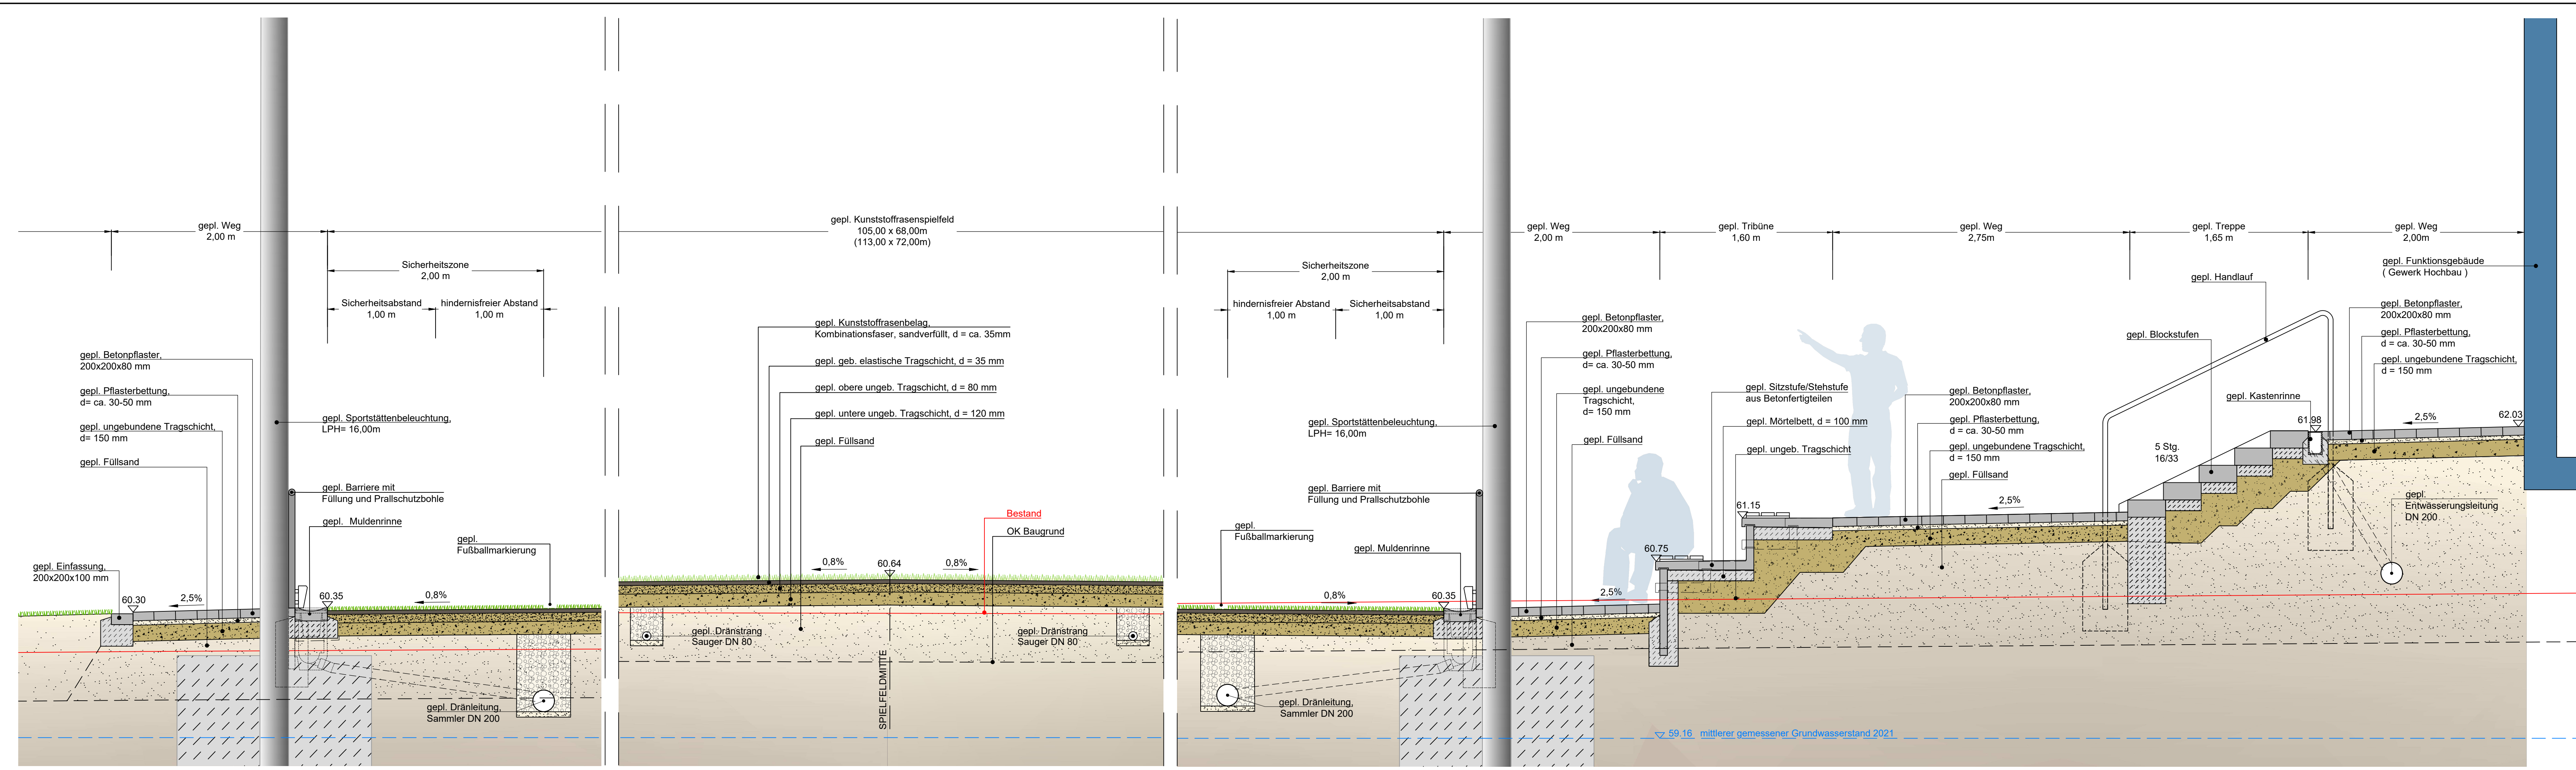 gepl. Weg
2,00 m
Sicherheitszone
2,00 m
Sicherheitsabstand
1,00 m
hindernisfreier Abstand
1,00 m
gepl. Betonpflaster,
200x200x80 mm
gepl. Pflasterbettung,
d= ca. 30-50 mm
gepl. ungebundene Tragschicht,
d= 150 mm
gepl. Füllsand
gepl. Einfassung,
200x200x100 mm
60.30
2,5%
gepl. Sportstättenbeleuchtung,
LPH= 16,00m
gepl. Barriere mit
Füllung und Prallschutzbohle
gepl. Muldenrinne
gepl.
Fußballmarkierung
60.35
0,8%
gepl. Dränleitung,
Sammler DN 200
gepl. Kunststoffrasenspielfeld
105,00 x 68,00m
(113,00 x 72,00m)
gepl. Kunststoffrasenbelag,
Kombinationsfaser, sandverfüllt, d = ca. 35mm
gepl. geb. elastische Tragschicht, d = 35 mm
gepl. obere ungeb. Tragschicht, d = 80 mm
gepl. untere ungeb. Tragschicht, d = 120 mm
gepl. Füllsand
Bestand
OK Baugrund
0,8%
60.64
0,8%
gepl. Dränstrang
Sauger DN 80
gepl. Dränstrang
Sauger DN 80
SPIELFELDMITTE
Sicherheitszone
2,00 m
hindernisfreier Abstand
1,00 m
Sicherheitsabstand
1,00 m
gepl. Sportstättenbeleuchtung,
LPH= 16,00m
gepl. Barriere mit
Füllung und Prallschutzbohle
gepl.
Fußballmarkierung
gepl. Muldenrinne
0,8%
60.35
gepl. Dränleitung,
Sammler DN 200
gepl. Weg
2,00 m
gepl. Tribüne
1,60 m
gepl. Weg
2,75m
gepl. Treppe
1,65 m
gepl. Weg
2,00m
gepl. Betonpflaster,
200x200x80 mm
gepl. Pflasterbettung,
d= ca. 30-50 mm
gepl. ungebundene
Tragschicht,
d= 150 mm
gepl. Füllsand
2,5%
60.75
61.15
gepl. Sitzstufe/Stehstufe
aus Betonfertigteilen
gepl. Mörtelbett, d = 100 mm
gepl. ungeb. Tragschicht
gepl. Betonpflaster,
200x200x80 mm
gepl. Pflasterbettung,
d = ca. 30-50 mm
gepl. ungebundene Tragschicht,
d = 150 mm
gepl. Füllsand
2,5%
59.16 mittlerer gemessener Grundwasserstand 2021
gepl. Handlauf
gepl. Blockstufen
gepl. Kastenrinne
61.98
5 Stg.
16/33
gepl. Funktionsgebäude
( Gewerk Hochbau )
gepl. Betonpflaster,
200x200x80 mm
gepl. Pflasterbettung,
d = ca. 30-50 mm
gepl. ungebundene Tragschicht,
d = 150 mm
2,5%
62.03
gepl.
Entwässerungsleitung
DN 200